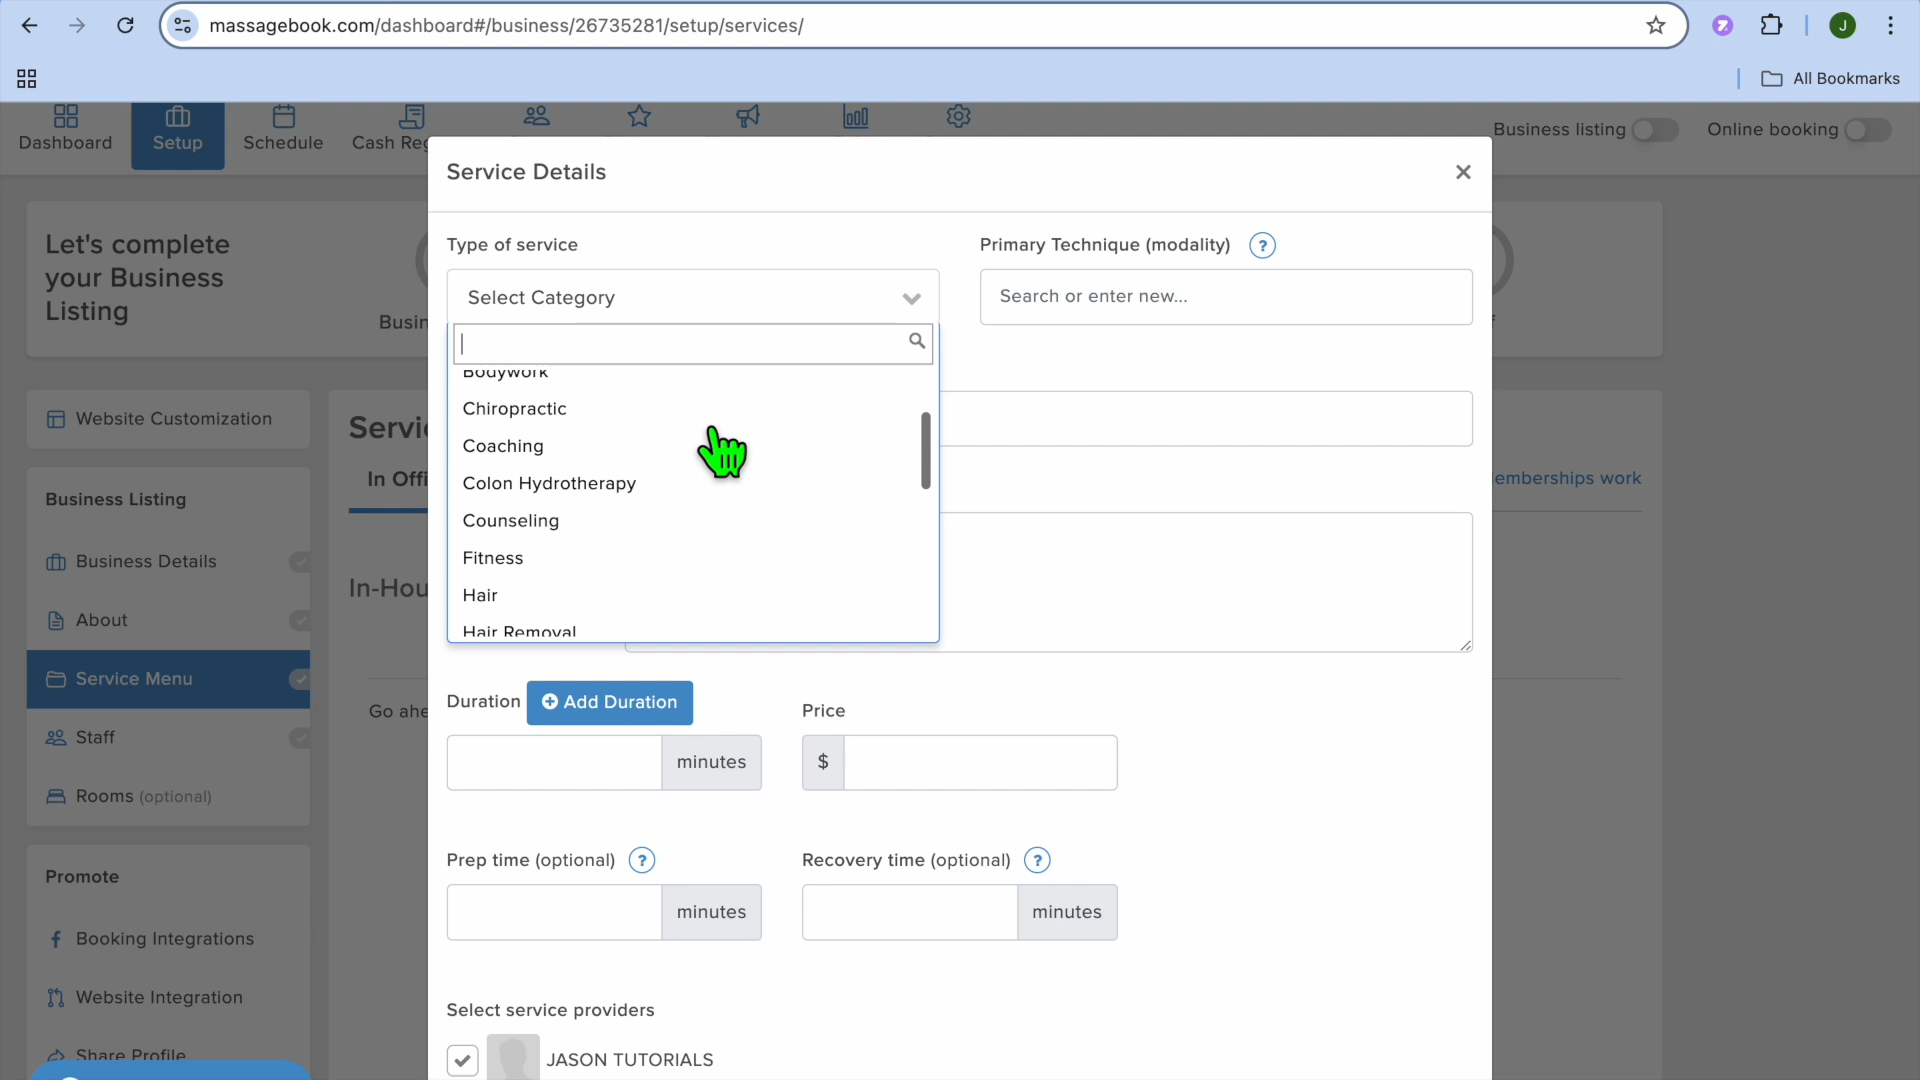 massagebook.com/dashboard#/business/26735281/setup/services/
J
All Bookmarks
Dashboard
Setup
Schedule
Cash Reg
Business listing
Online booking
Service Details
Let's complete
your Business
Listing
Type of service
Primary Technique (modality) ?
Select Category
Search or enter new...
Bodywork
Chiropractic
Coaching
Colon Hydrotherapy
Counseling
Fitness
Hair
Hair Removal
Website Customization
Business Listing
Business Details
About
Service Menu
Staff
Rooms (optional)
Promote
Booking Integrations
Website Integration
Share Profile
Servi
In Offi
emberships work
In-Hou
Go ahe
Busin
Duration
Add Duration
Price
minutes
$
Prep time (optional) ?
Recovery time (optional) ?
minutes
minutes
Select service providers
JASON TUTORIALS